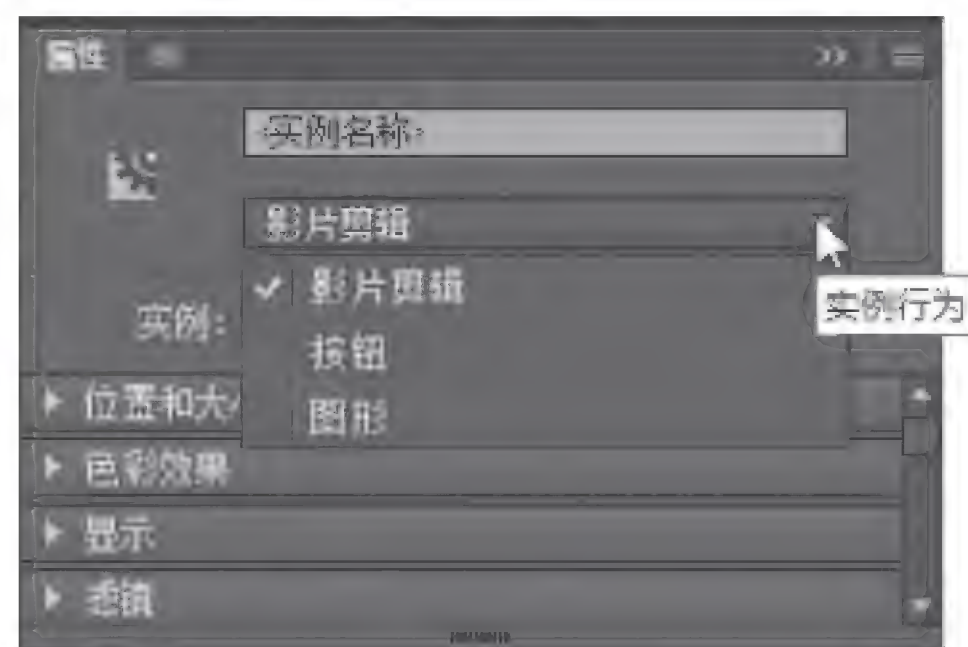 属性
<实例名称>
影片剪辑
影片剪辑
实例行为
实例:
按钮
位置和大小
图形
色彩效果
显示
滤镜